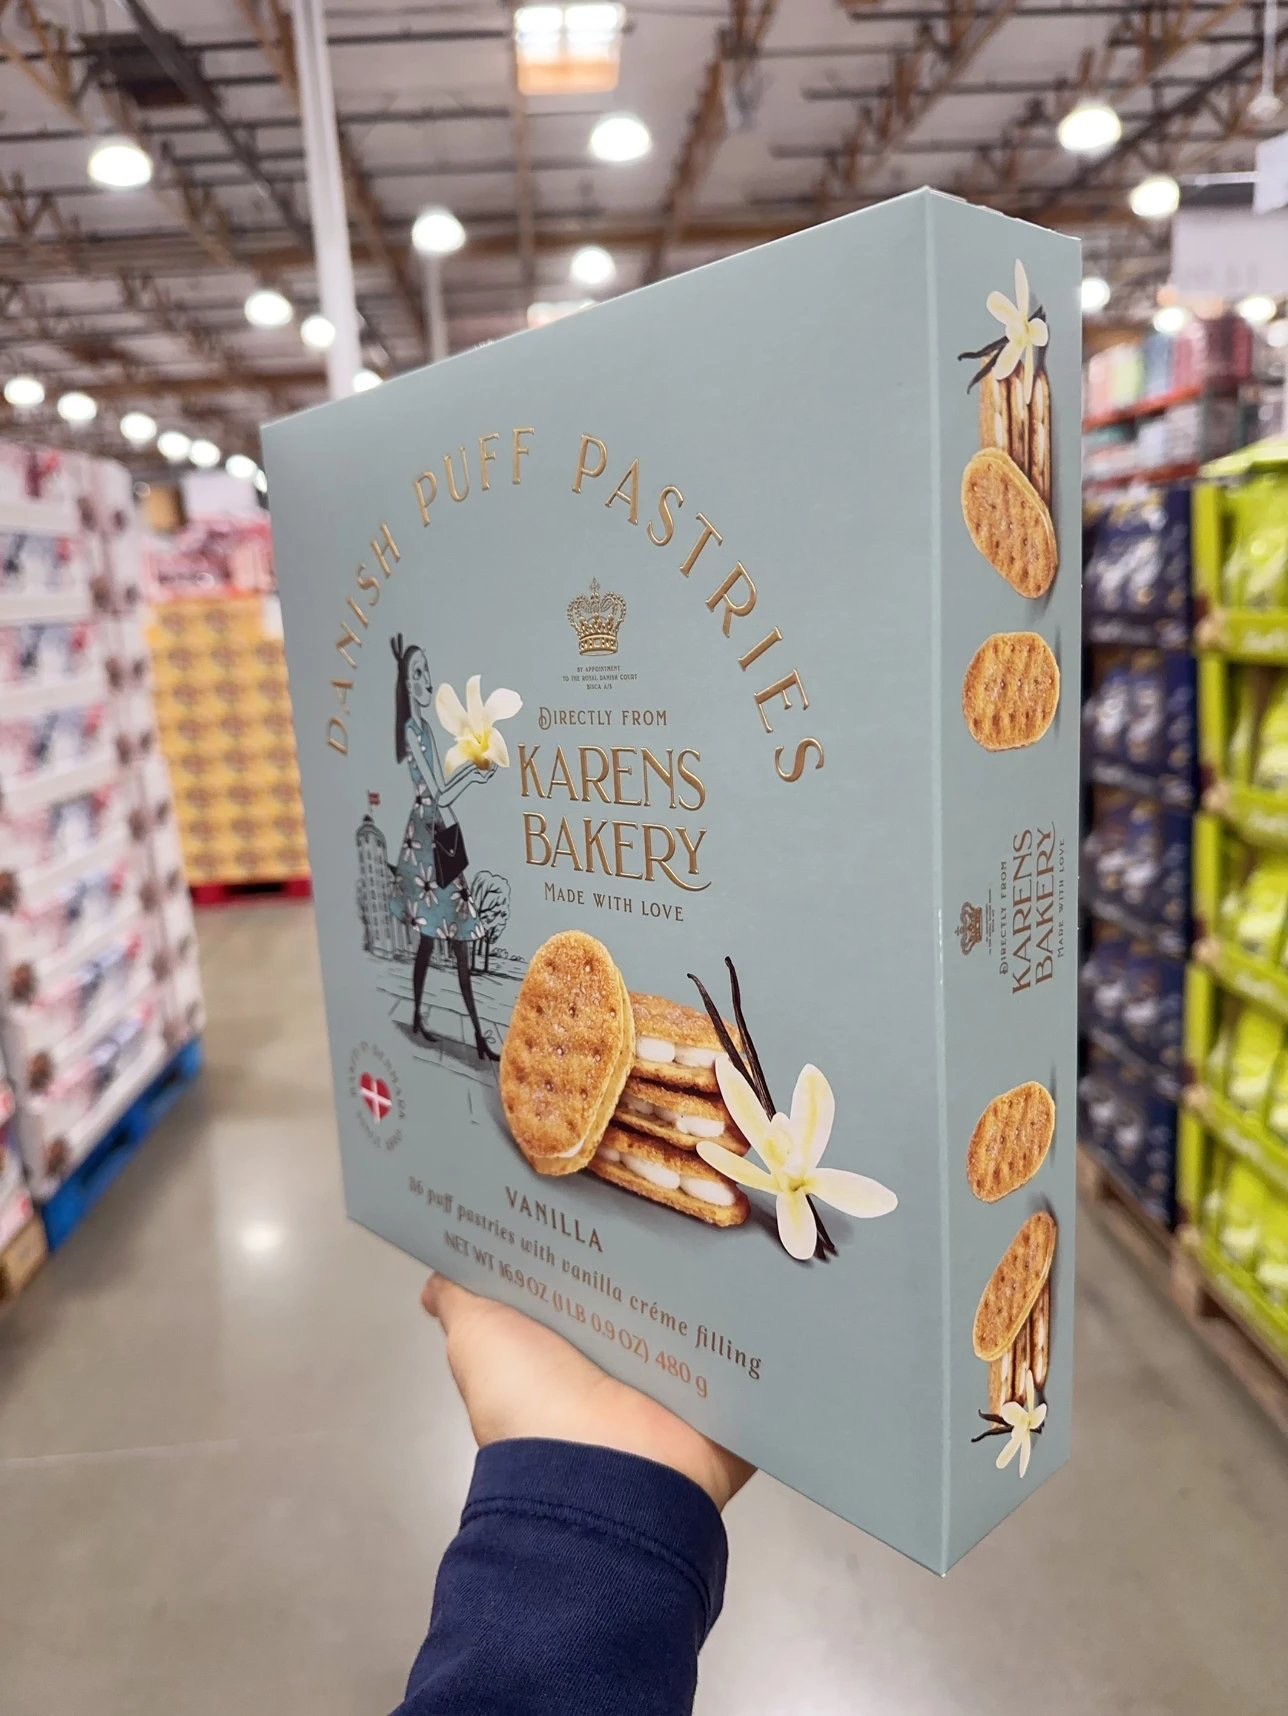 DANISH PUFF PASTRIES
BY APPOINTMENT
TO THE ROYAL DANISH COURT
BISCA A/S
DIRECTLY FROM
KARENS
BAKERY
MADE WITH LOVE
VANILLA
36 puff pastries with vanilla créme filling
NET WT 16.9 OZ (1 LB 0.9 OZ) 480 g
DIRECTLY FROM
KARENS
BAKERY
MADE WITH LOVE